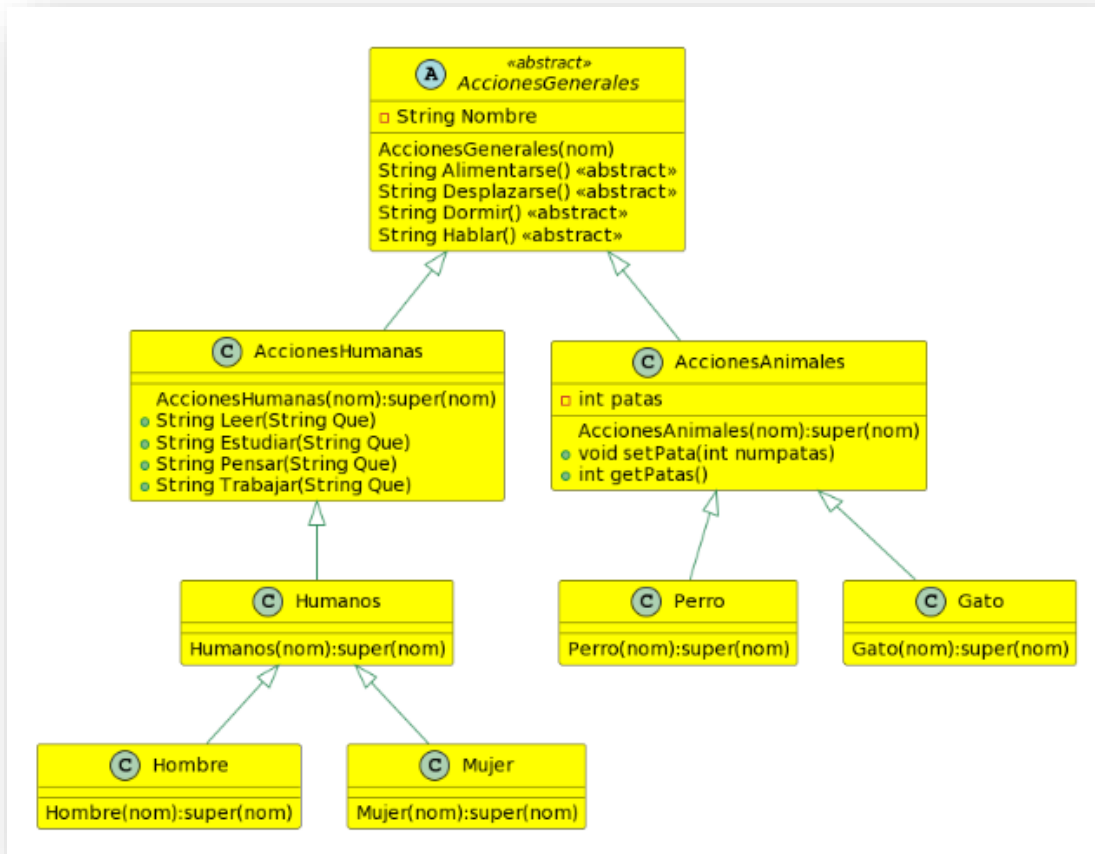 A
«abstract»
AccionesGenerales
String Nombre
AccionesGenerales(nom)
String Alimentarse() «abstract»
String Desplazarse() «abstract»
String Dormir() «abstract»
String Hablar() «abstract»
C AccionesHumanas
AccionesHumanas(nom):super(nom)
String Leer(String Que)
String Estudiar(String Que)
String Pensar(String Que)
String Trabajar(String Que)
C AccionesAnimales
int patas
AccionesAnimales(nom):super(nom)
void setPata(int numpatas)
int getPatas()
C Humanos
Humanos(nom):super(nom)
C Perro
Perro(nom):super(nom)
C Gato
Gato(nom):super(nom)
C Hombre
Hombre(nom):super(nom)
C Mujer
Mujer(nom):super(nom)